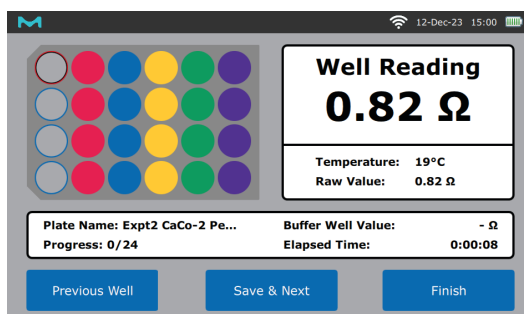 12-Dec-23 15:00
Well Reading
0.82 Ω
Temperature: 19°C
Raw Value: 0.82 Ω
Plate Name: Expt2 CaCo-2 Pe... Buffer Well Value: - Ω
Progress: 0/24 Elapsed Time: 0:00:08
Previous Well Save & Next Finish